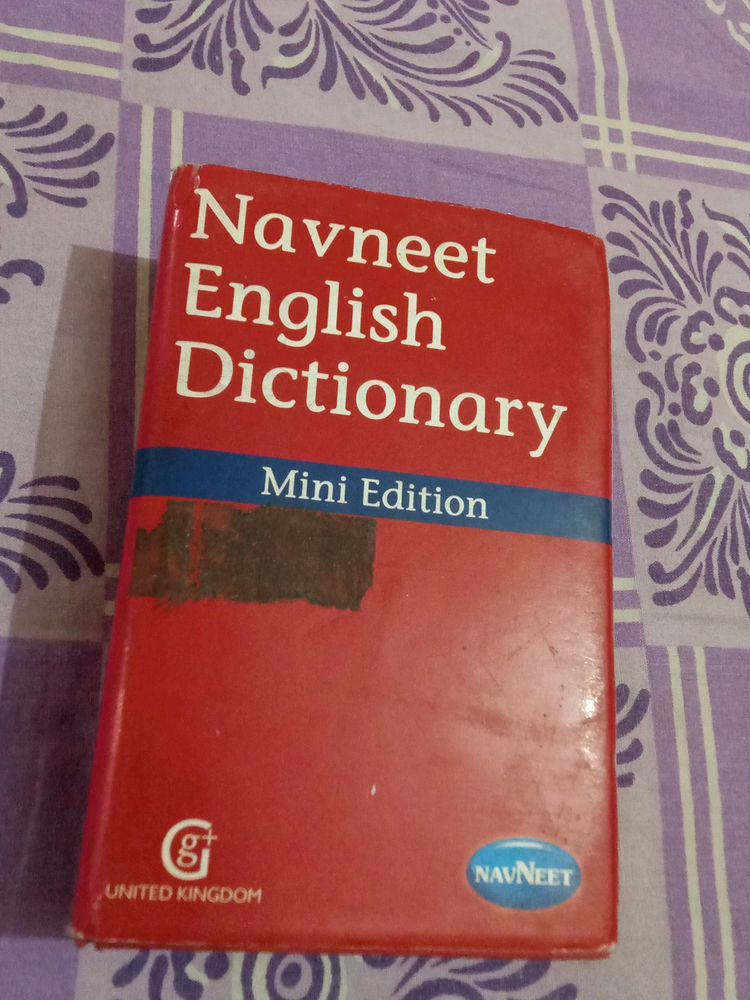 Navneet
English
Dictionary
Mini Edition
g+
UNITED KINGDOM
NAVNEET